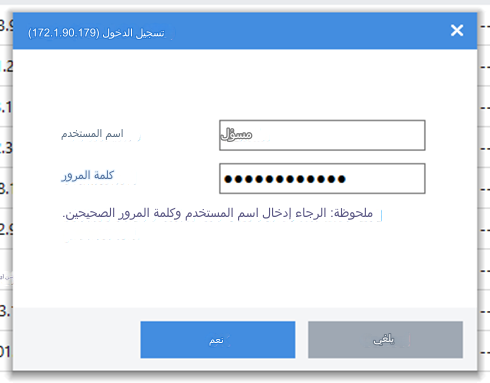 تسجيل الدخول (172.1.90.179)
اسم المستخدم
مسؤل
كلمة المرور
●●●●●●●●●●●●
ملحوظة: الرجاء إدخال اسم المستخدم وكلمة المرور الصحيحين.
نعم
يلغي